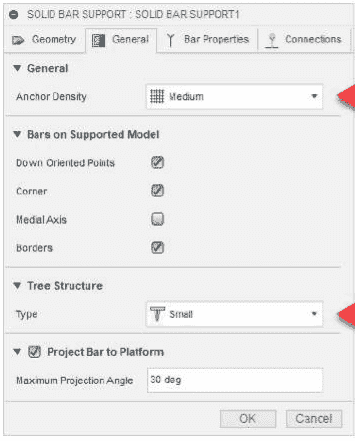 SOLID BAR SUPPORT : SOLID BAR SUPPORT1
Geometry General Bar Properties Connections
General
Anchor Density Medium
Bars on Supported Model
Down Oriented Points
Corner
Medial Axis
Borders
Tree Structure
Type Small
Project Bar to Platform
Maximum Projection Angle 30 deg
OK Cancel